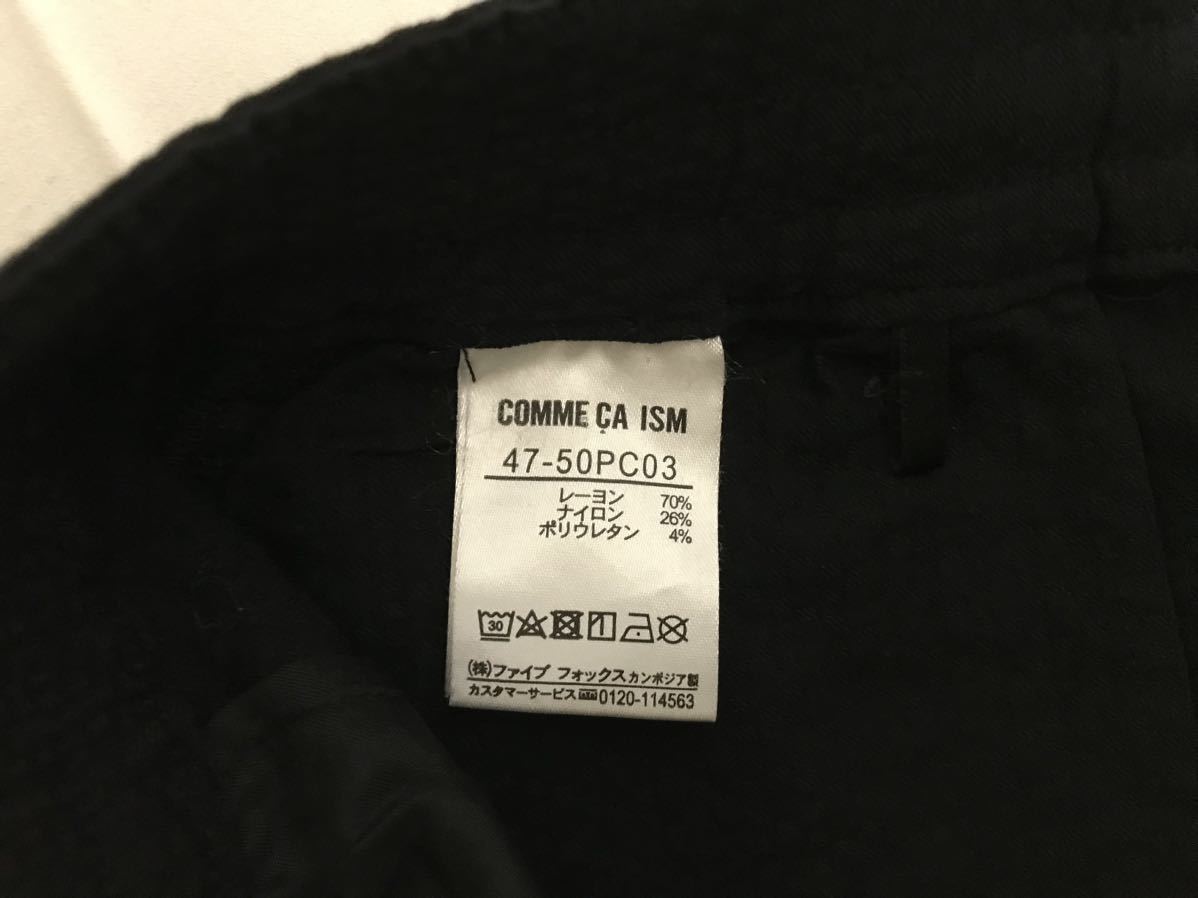 COMME ÇA ISM
47-50PC03
レーヨン 70%
ナイロン 26%
ポリウレタン 4%
30
(株)ファイブ フォックス カンボジア製
カスタマーサービス 0120-114563